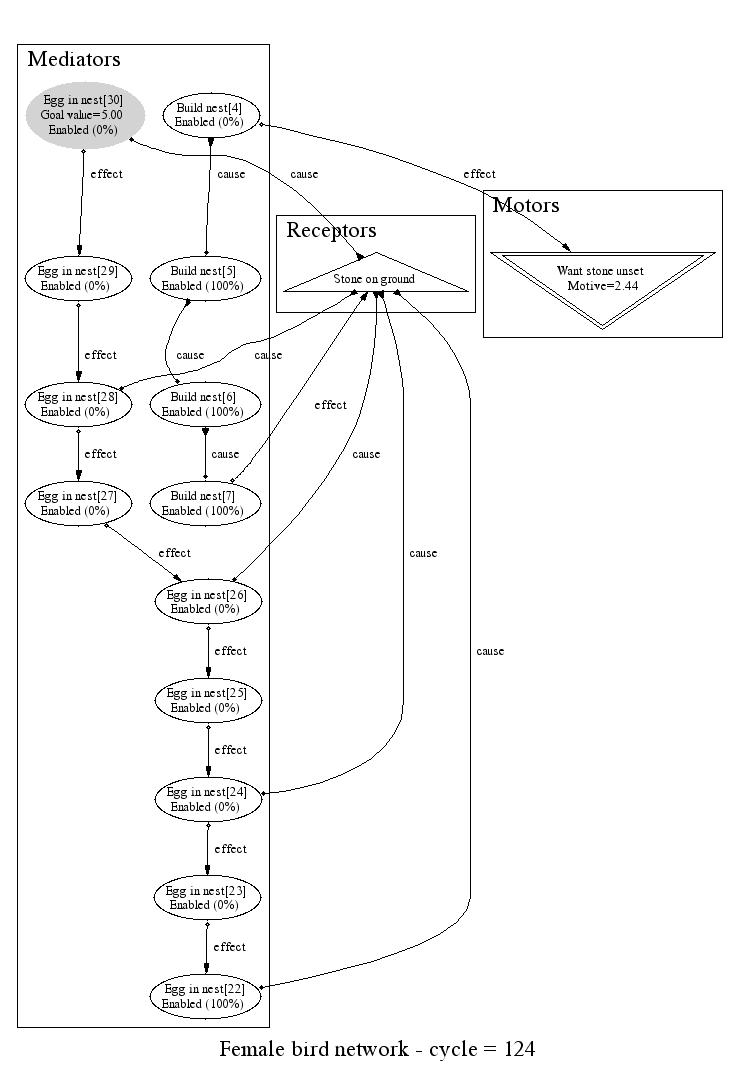 Mediators
Egg in nest[30]
Goal value=5.00
Enabled (0%)
Build nest[4]
Enabled (0%)
effect
cause
cause
effect
Motors
Receptors
Egg in nest[29]
Enabled (0%)
Build nest[5]
Enabled (100%)
Stone on ground
Want stone unset
Motive=2.44
effect
cause
cause
Egg in nest[28]
Enabled (0%)
Build nest[6]
Enabled (100%)
effect
effect
cause
cause
Egg in nest[27]
Enabled (0%)
Build nest[7]
Enabled (100%)
effect
cause
Egg in nest[26]
Enabled (0%)
effect
cause
Egg in nest[25]
Enabled (0%)
effect
Egg in nest[24]
Enabled (0%)
effect
Egg in nest[23]
Enabled (0%)
effect
Egg in nest[22]
Enabled (100%)
Female bird network - cycle = 124